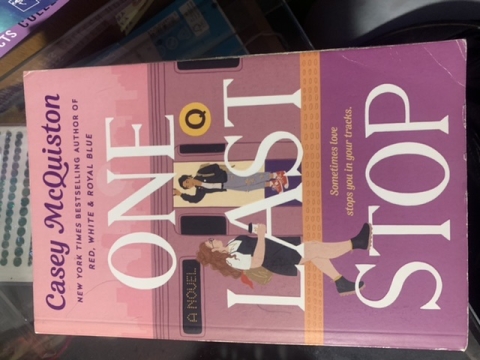 Casey McQuiston
NEW YORK TIMES BESTSELLING AUTHOR OF
RED, WHITE & ROYAL BLUE
ONE
Q
LAST
A NOVEL
Sometimes love
stops you in your tracks.
STOP